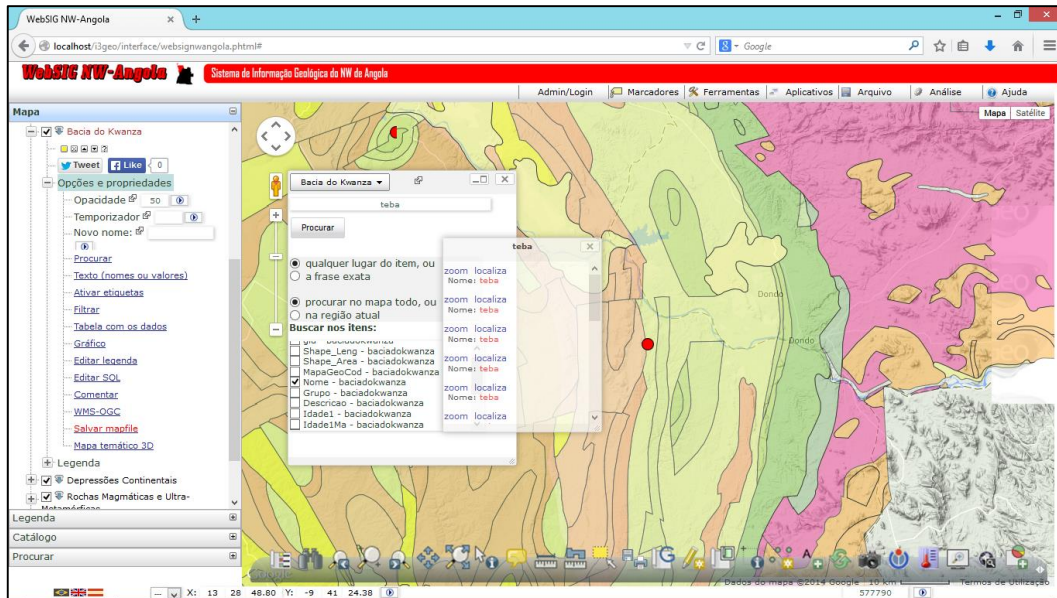 WebSIG NW-Angola
localhost/i3geo/interface/websignwangola.phtml#
Google
WebSIG NW-Angola
Sistema de Informação Geológica do NW de Angola
Admin/Login
Marcadores
Ferramentas
Aplicativos
Arquivo
Análise
Ajuda
Mapa
Bacia do Kwanza
Tweet
Like 0
Opções e propriedades
Opacidade 50
Temporizador
Novo nome:
Procurar
Texto (nomes ou valores)
Ativar etiquetas
Filtrar
Tabela com os dados
Gráfico
Editar legenda
Editar SQL
Comentar
WMS-OGC
Salvar mapfile
Mapa temático 3D
Legenda
Depressões Continentais
Rochas Magmáticas e Ultra-
Metamórficas
Legenda
Catálogo
Procurar
Mapa Satélite
Bacia do Kwanza
teba
Procurar
qualquer lugar do item, ou
a frase exata
procurar no mapa todo, ou
na região atual
Buscar nos itens:
Shape_Leng - baciadokwanza
Shape_Area - baciadokwanza
MapaGeoCod - baciadokwanza
Nome - baciadokwanza
Grupo - baciadokwanza
Descricao - baciadokwanza
Idade1 - baciadokwanza
Idade1Ma - baciadokwanza
teba
zoom localiza
Nome: teba
zoom localiza
Nome: teba
zoom localiza
Nome: teba
zoom localiza
Nome: teba
zoom localiza
Nome: teba
zoom localiza
Dondo
Dondo
Dados do mapa ©2014 Google
10 km
Termos de Utilização
X: 13 28 48.80 Y: -9 41 24.38
577790